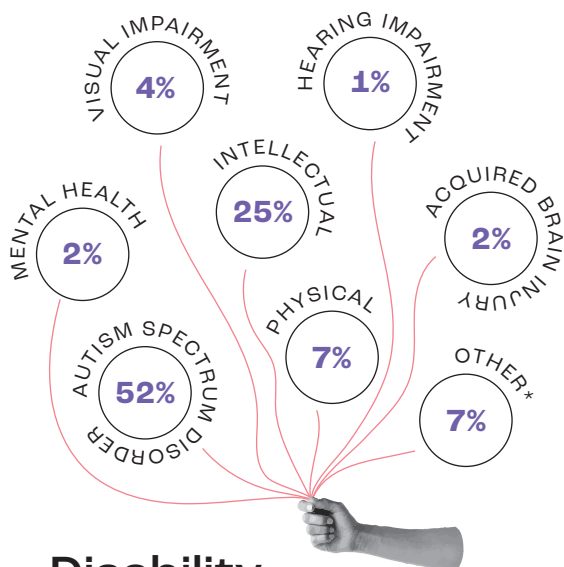 VISUAL IMPAIRMENT
4%
HEARING IMPAIRMENT
1%
INTELLECTUAL
25%
MENTAL HEALTH
2%
ACQUIRED BRAIN INJURY
2%
PHYSICAL
7%
AUTISM SPECTRUM DISORDER
52%
OTHER*
7%
Disability